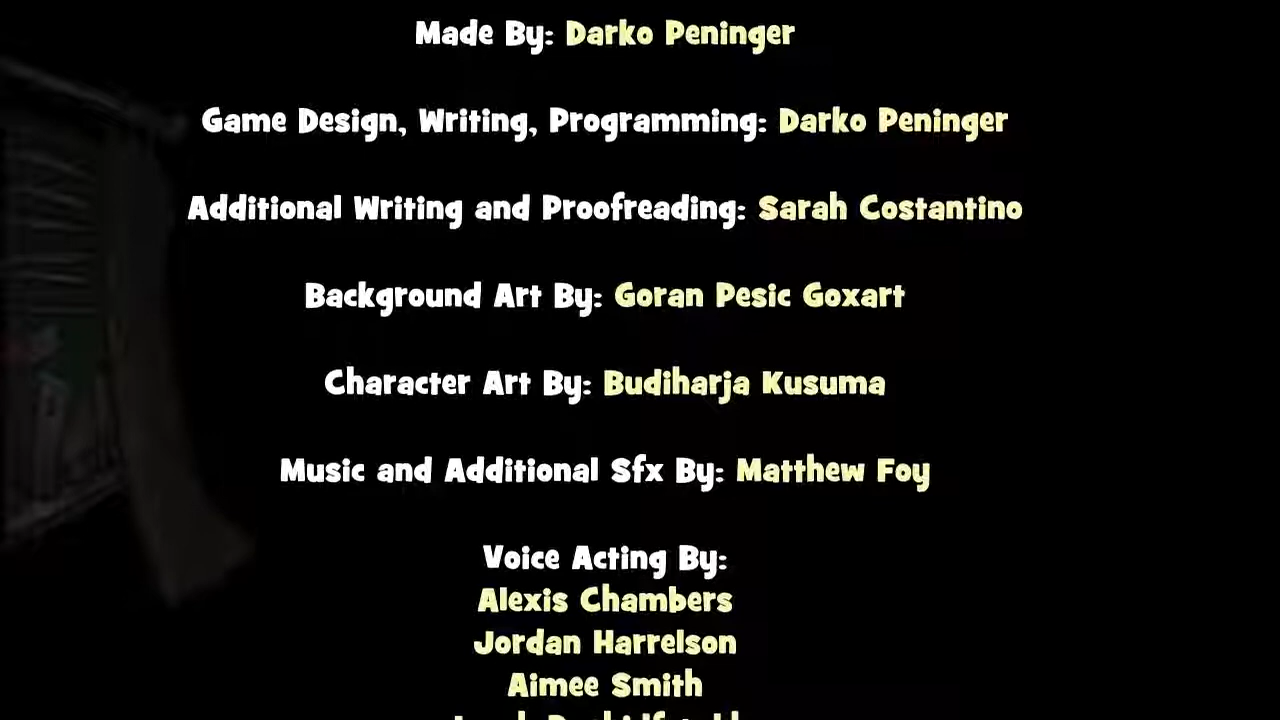 Made By: Darko Peninger
Game Design, Writing, Programming: Darko Peninger
Additional Writing and Proofreading: Sarah Costantino
Background Art By: Goran Pesic Goxart
Character Art By: Budiharja Kusuma
Music and Additional Sfx By: Matthew Foy
Voice Acting By:
Alexis Chambers
Jordan Harrelson
Aimee Smith